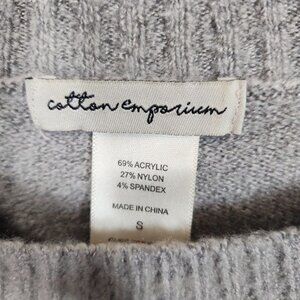 cotton emporium
69% ACRYLIC
27% NYLON
4% SPANDEX
MADE IN CHINA
S